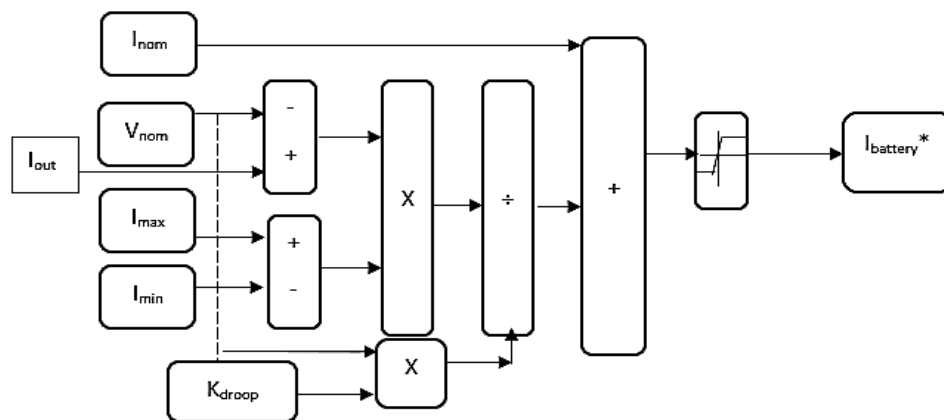 I_nom
V_nom
I_out
I_max
I_min
K_droop
-
+
+
-
X
X
÷
+
I_battery*